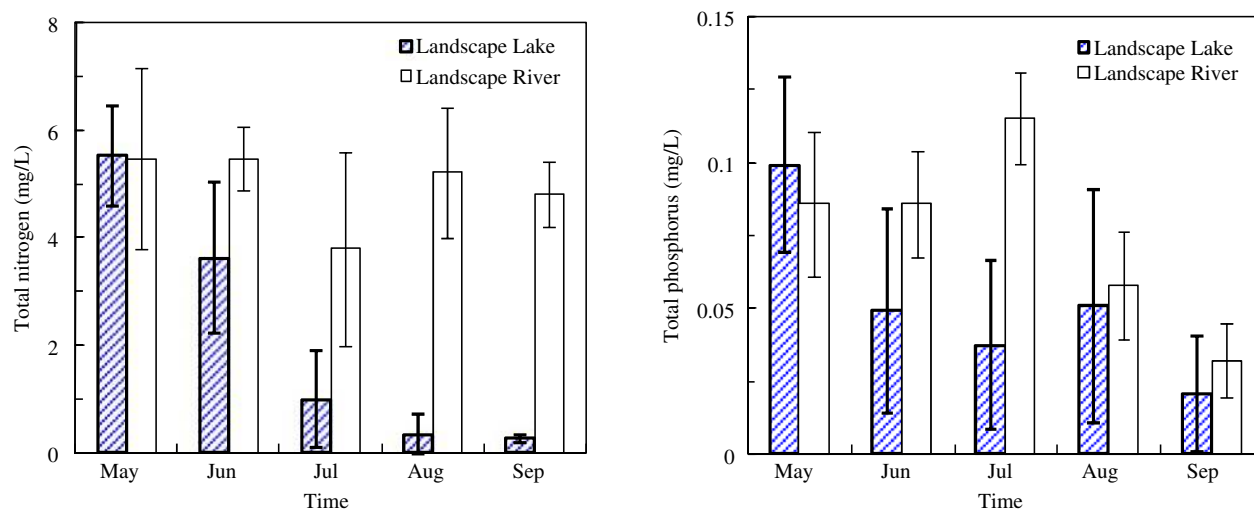 Total nitrogen (mg/L)
8
6
4
2
0
Landscape Lake
Landscape River
May Jun Jul Aug Sep
Time
Total phosphorus (mg/L)
0.15
0.1
0.05
0
Landscape Lake
Landscape River
May Jun Jul Aug Sep
Time